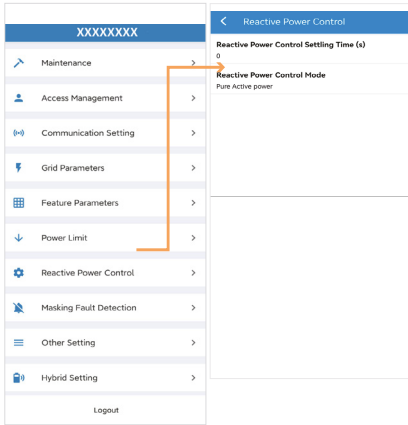 XXXXXXXX
Maintenance
Access Management
Communication Setting
Grid Parameters
Feature Parameters
Power Limit
Reactive Power Control
Masking Fault Detection
Other Setting
Hybrid Setting
Logout
Reactive Power Control
Reactive Power Control Settling Time (s)
0
Reactive Power Control Mode
Pure Active power